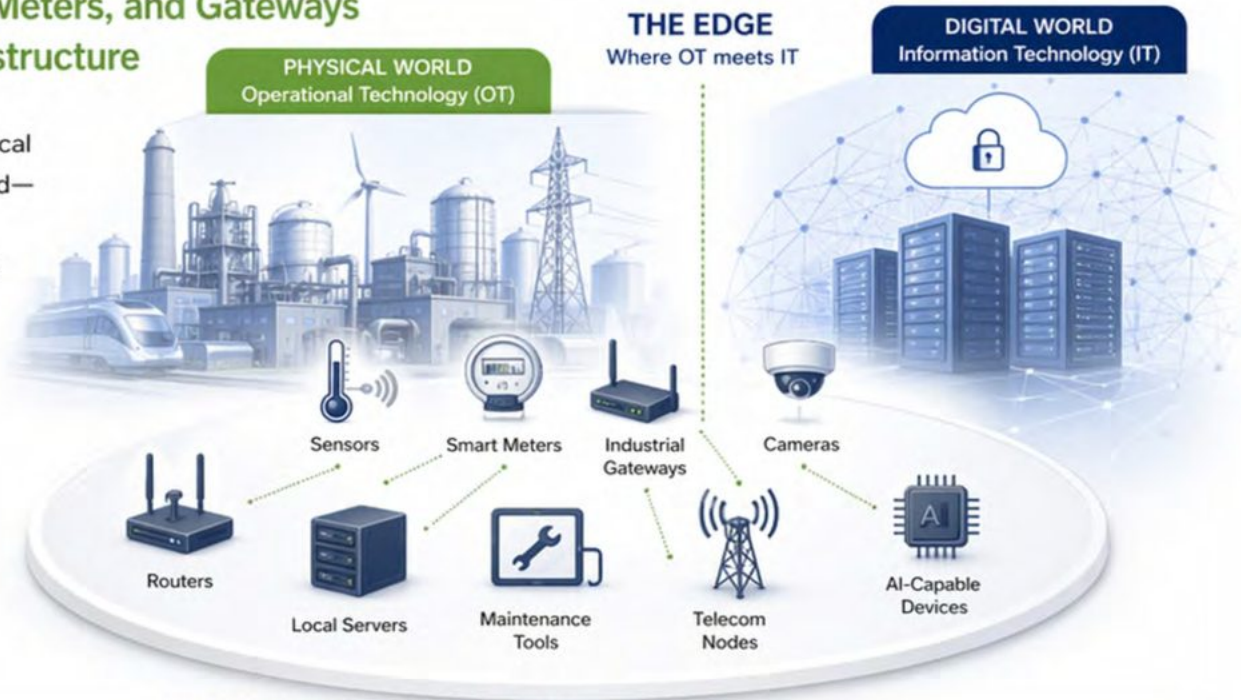 Meters, and Gateways
structure
cal
d—
PHYSICAL WORLD
Operational Technology (OT)
THE EDGE
Where OT meets IT
DIGITAL WORLD
Information Technology (IT)
Sensors
Smart Meters
Industrial
Gateways
Cameras
Routers
Local Servers
Maintenance
Tools
Telecom
Nodes
AI
AI-Capable
Devices